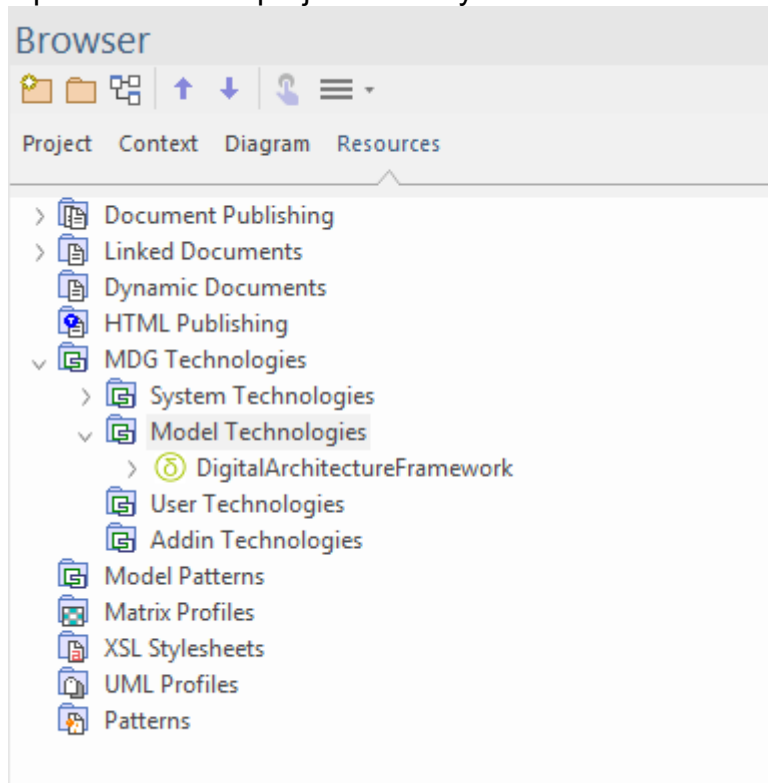 Browser
Project Context Diagram Resources
Document Publishing
Linked Documents
Dynamic Documents
HTML Publishing
MDG Technologies
System Technologies
Model Technologies
DigitalArchitectureFramework
User Technologies
Addin Technologies
Model Patterns
Matrix Profiles
XSL Stylesheets
UML Profiles
Patterns